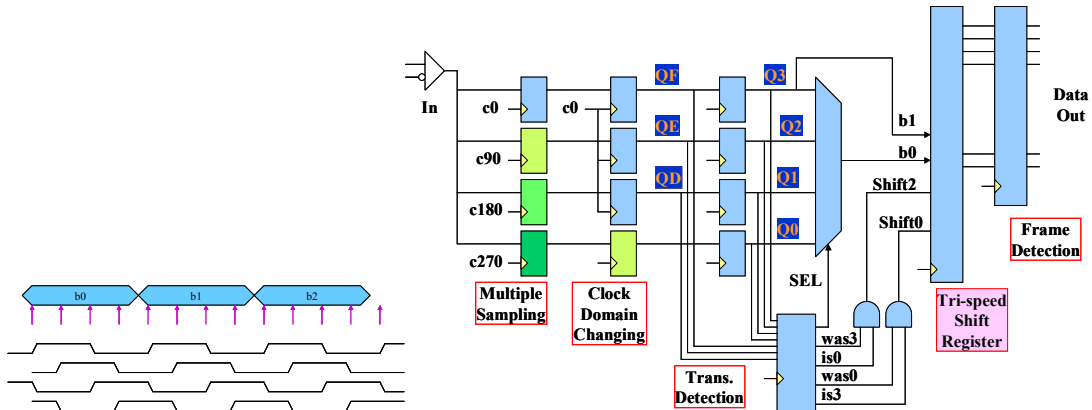 In
c0
c90
c180
c270
c0
QF
QE
QD
Q3
Q2
Q1
Q0
SEL
b1
b0
Shift2
Shift0
Data
Out
Multiple
Sampling
Clock
Domain
Changing
Trans.
Detection
was3
is0
was0
is3
Tri-speed
Shift
Register
Frame
Detection
b0
b1
b2